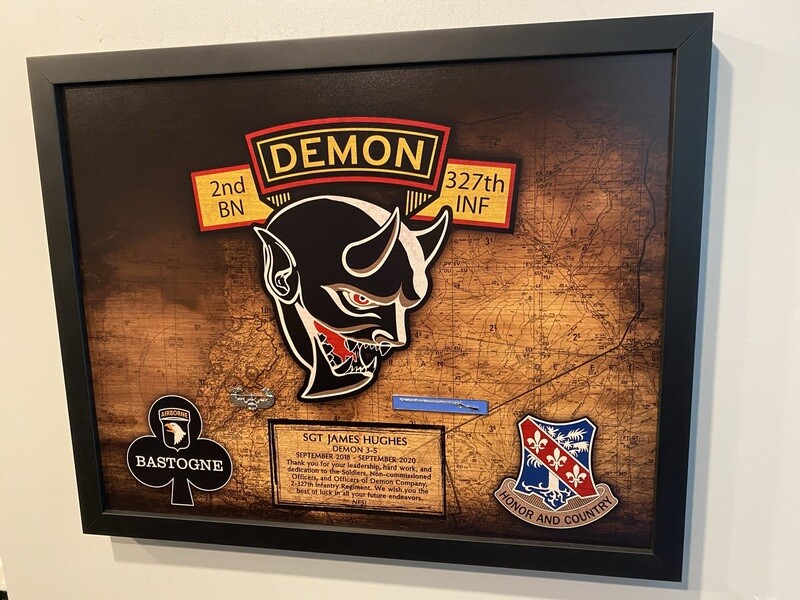 DEMON
2nd BN
327th INF
AIRBORNE
BASTOGNE
SGT JAMES HUGHES
DEMON 3-5
SEPTEMBER 2018 - SEPTEMBER 2020
Thank you for your leadership, hard work, and
dedication to the Soldiers, Non-commissioned
Officers, and Officers of Demon Company,
2-327th Infantry Regiment. We wish you the
best of luck in all your future endeavors.
NFS!
HONOR AND COUNTRY